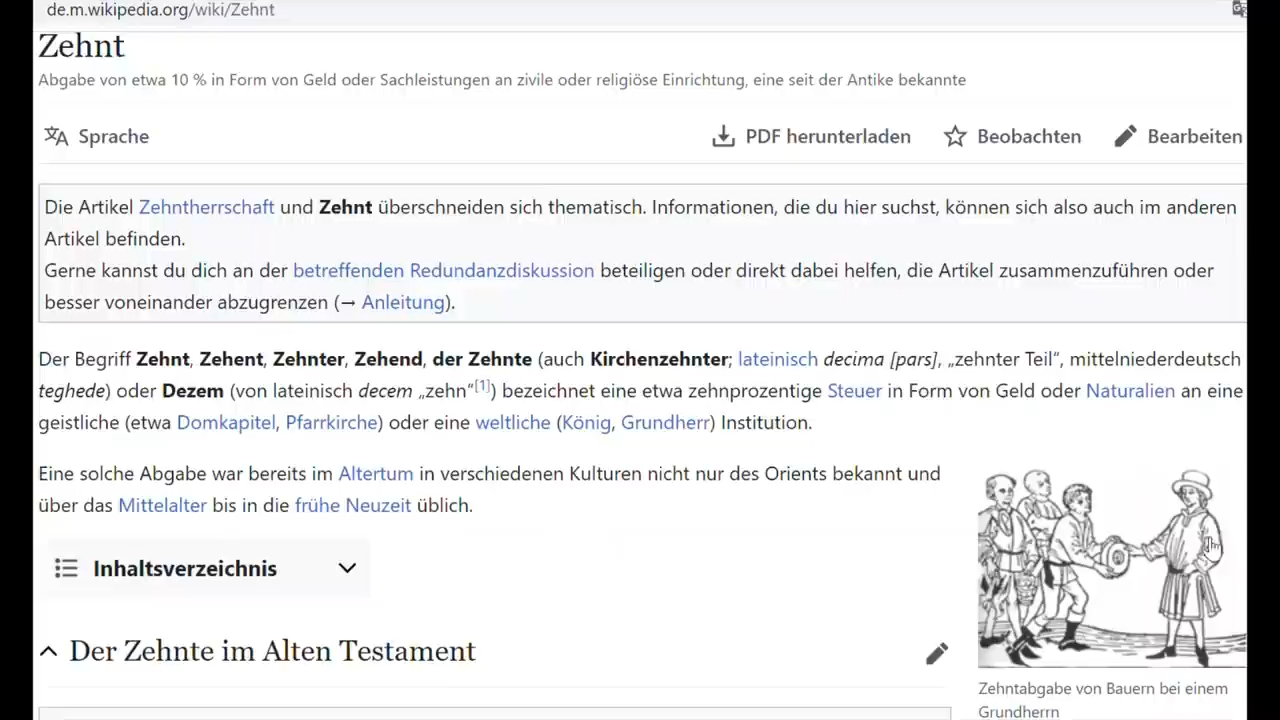 de.m.wikipedia.org/wiki/Zehnt
Zehnt
Abgabe von etwa 10 % in Form von Geld oder Sachleistungen an zivile oder religiöse Einrichtung, eine seit der Antike bekannte
Sprache
PDF herunterladen
Beobachten
Bearbeiten
Die Artikel Zehntherrschaft und Zehnt überschneiden sich thematisch. Informationen, die du hier suchst, können sich also auch im anderen
Artikel befinden.
Gerne kannst du dich an der betreffenden Redundanzdiskussion beteiligen oder direkt dabei helfen, die Artikel zusammenzuführen oder
besser voneinander abzugrenzen (→ Anleitung).
Der Begriff Zehnt, Zehent, Zehnter, Zehend, der Zehnte (auch Kirchenzehnter; lateinisch decima [pars], „zehnter Teil“, mittelniederdeutsch
teghede) oder Dezem (von lateinisch decem „zehn“[1]) bezeichnet eine etwa zehnprozentige Steuer in Form von Geld oder Naturalien an eine
geistliche (etwa Domkapitel, Pfarrkirche) oder eine weltliche (König, Grundherr) Institution.
Eine solche Abgabe war bereits im Altertum in verschiedenen Kulturen nicht nur des Orients bekannt und
über das Mittelalter bis in die frühe Neuzeit üblich.
Inhaltsverzeichnis
Der Zehnte im Alten Testament
Zehntabgabe von Bauern bei einem
Grundherrn